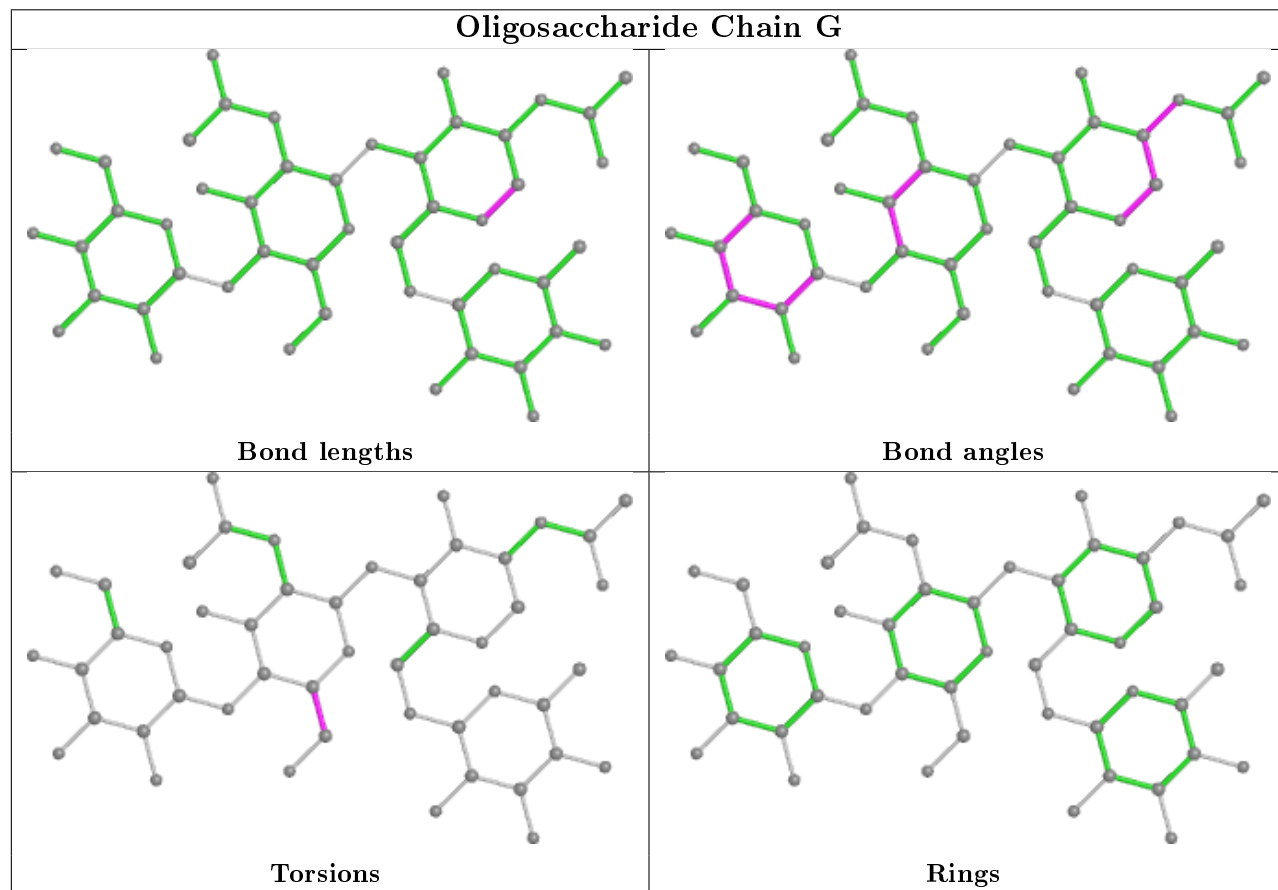 Oligosaccharide Chain G
Bond lengths
Bond angles
Torsions
Rings